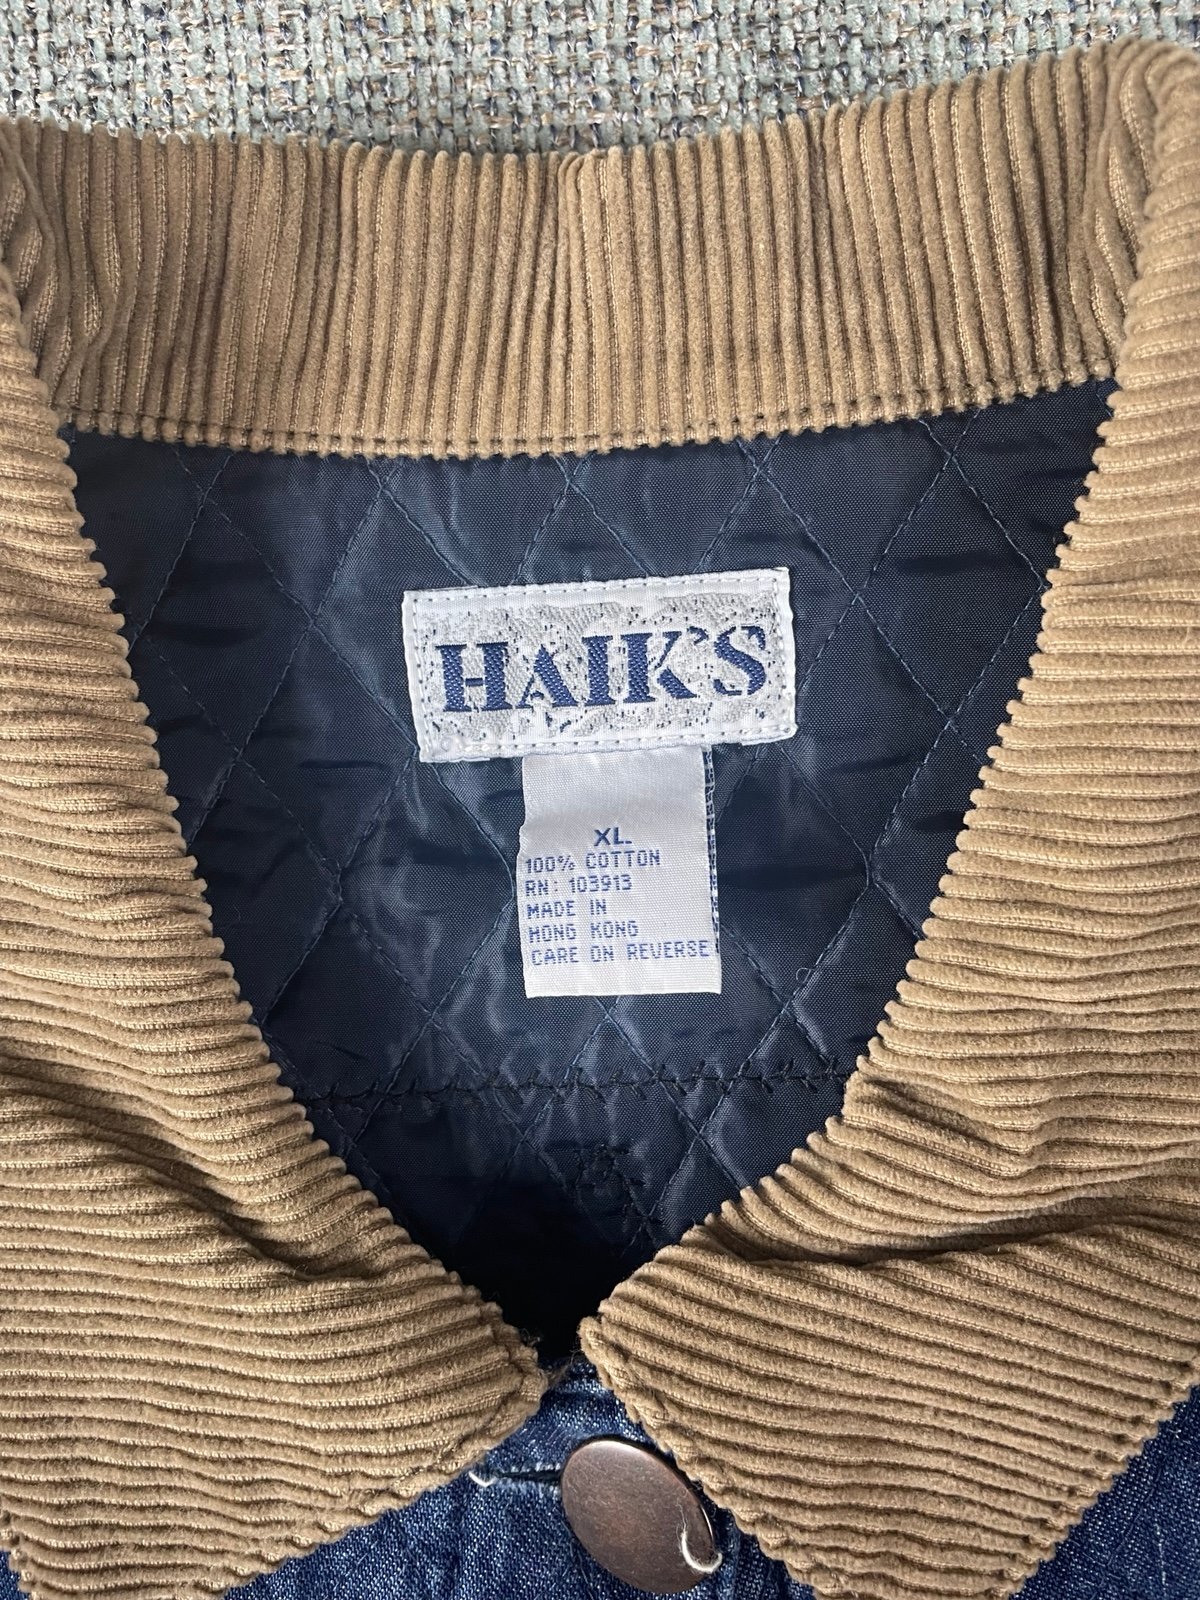 HAIK'S
XL
100% COTTON
RN: 103913
MADE IN
HONG KONG
CARE ON REVERSE